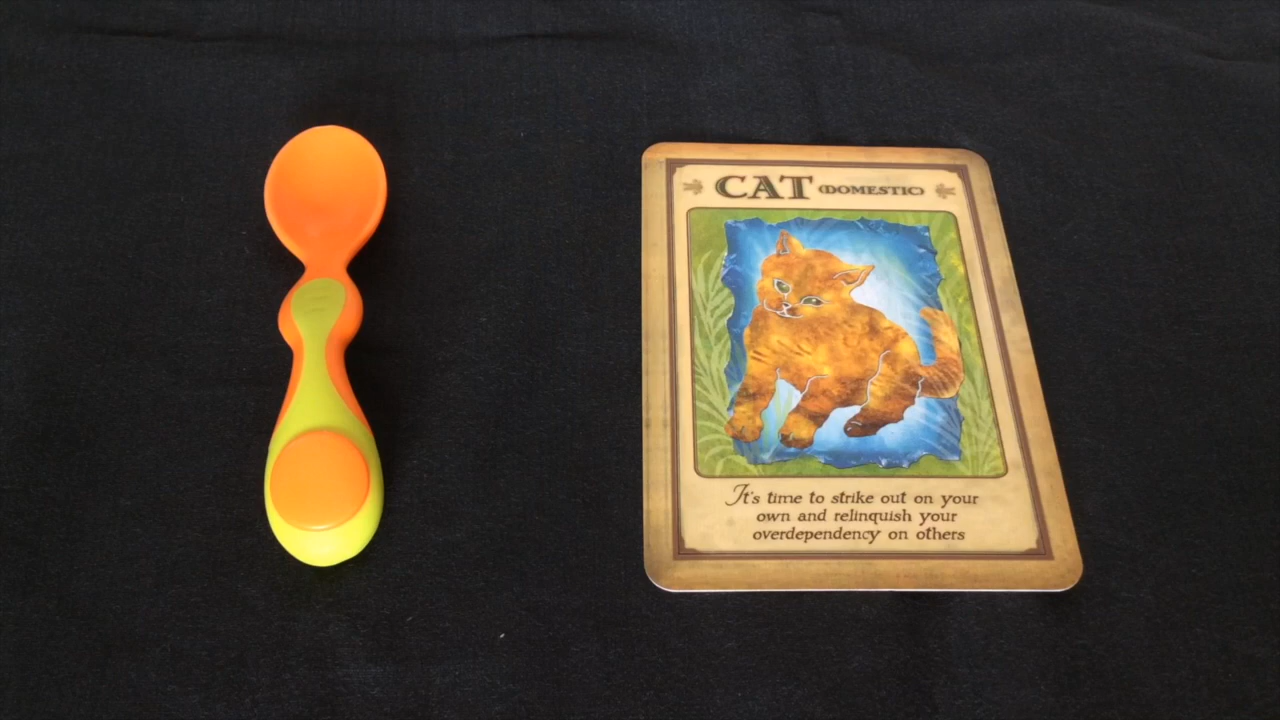 CAT (DOMESTIC)
It's time to strike out on your
own and relinquish your
overdependency on others